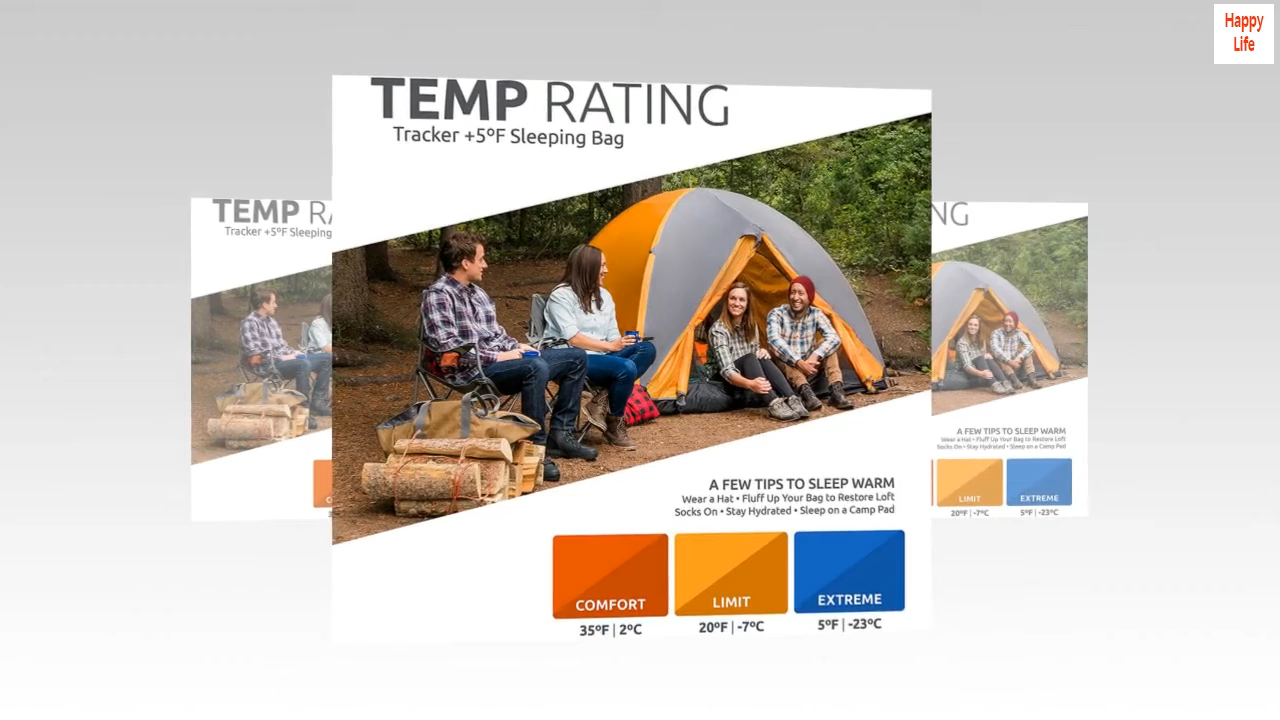 Happy
Life
TEMP RATING
Tracker +5ºF Sleeping Bag
A FEW TIPS TO SLEEP WARM
Wear a Hat • Fluff Up Your Bag to Restore Loft
Socks On • Stay Hydrated • Sleep on a Camp Pad
COMFORT
35ºF | 2ºC
LIMIT
20ºF | -7ºC
EXTREME
5ºF | -23ºC
TEMP RA
Tracker +5ºF Sleeping
NG
A FEW TIPS TO SLEEP WARM
Wear a Hat • Fluff Up Your Bag to Restore Loft
Socks On • Stay Hydrated • Sleep on a Camp Pad
LIMIT
20ºF | -7ºC
EXTREME
5ºF | -23ºC